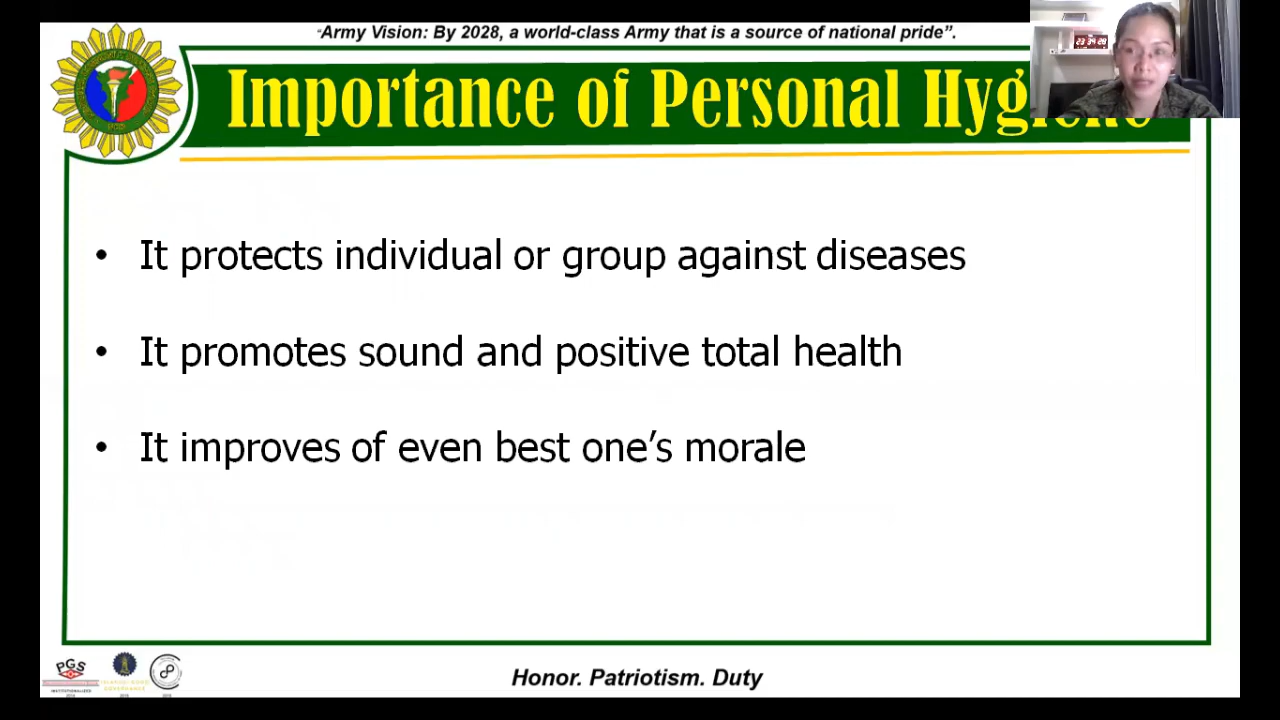 “Army Vision: By 2028, a world-class Army that is a source of national pride”.
Importance of Personal
• It protects individual or group against diseases
• It promotes sound and positive total health
• It improves of even best one’s morale
PGS
INSTITUTIONALIZED
Honor. Patriotism. Duty